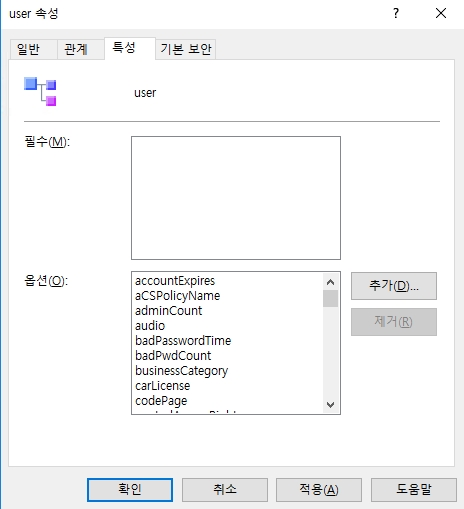 user 속성
? ×
일반 관계 특성 기본 보안
user
필수(M):
옵션(O):
accountExpires
aCSPolicyName
adminCount
audio
badPasswordTime
badPwdCount
businessCategory
carLicense
codePage
추가(D)...
제거(R)
확인 취소 적용(A) 도움말